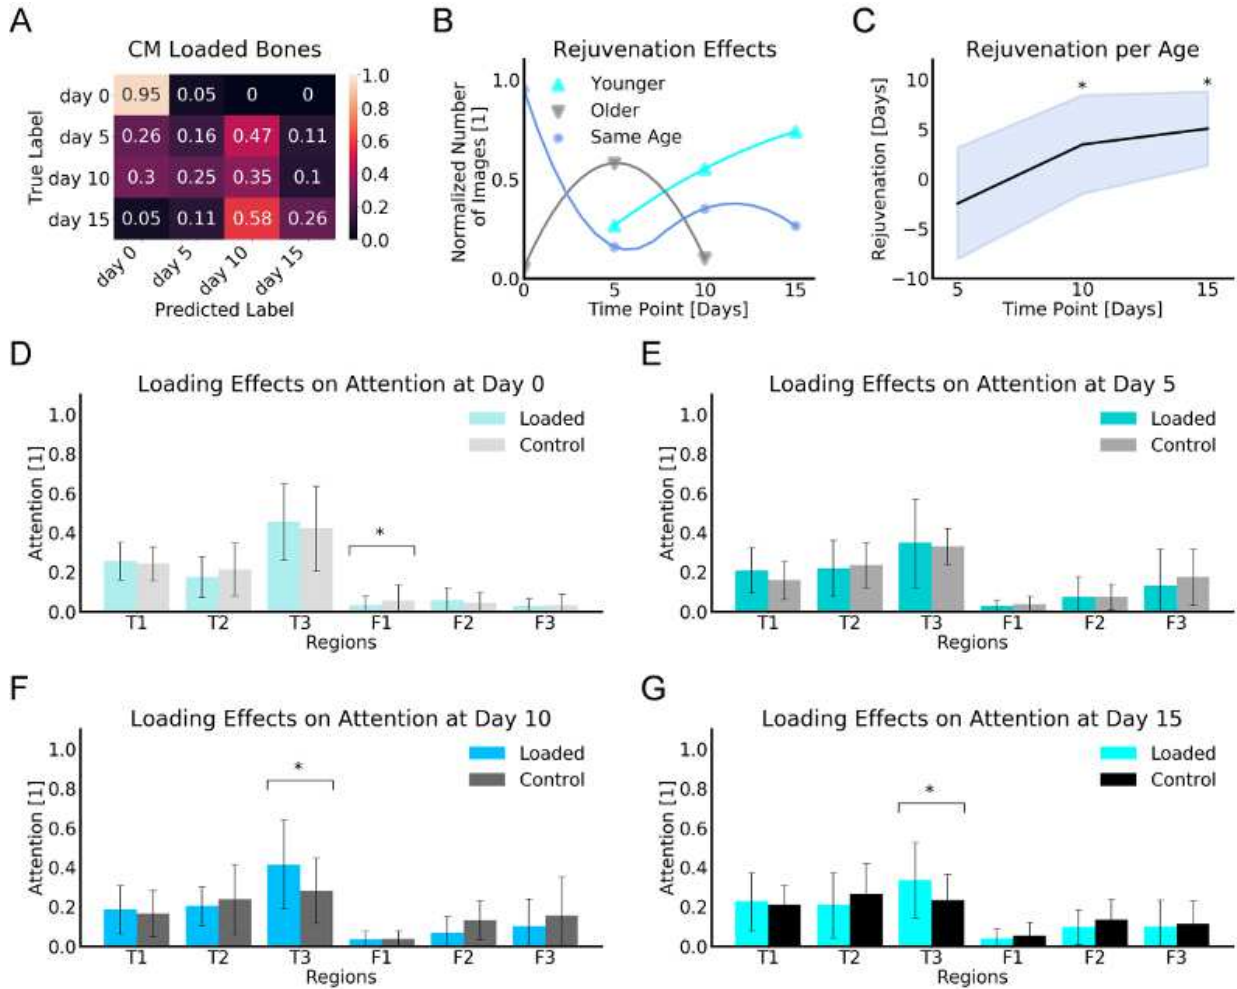 A
CM Loaded Bones
True Label
day 0 0.95 0.05 0 0
day 5 0.26 0.16 0.47 0.11
day 10 0.3 0.25 0.35 0.1
day 15 0.05 0.11 0.58 0.26
day 0 day 5 day 10 day 15
Predicted Label
1.0
0.8
0.6
0.4
0.2
0.0
B
Rejuvenation Effects
Normalized Number
of Images [1]
1.0
0.5
0.0
Younger
Older
Same Age
0 5 10 15
Time Point [Days]
C
Rejuvenation per Age
Rejuvenation [Days]
10
5
0
−5
−10
* *
5 10 15
Time Point [Days]
D
Loading Effects on Attention at Day 0
Attention [1]
1.0
0.8
0.6
0.4
0.2
0.0
Loaded
Control
*
T1 T2 T3 F1 F2 F3
Regions
E
Loading Effects on Attention at Day 5
Attention [1]
1.0
0.8
0.6
0.4
0.2
0.0
Loaded
Control
T1 T2 T3 F1 F2 F3
Regions
F
Loading Effects on Attention at Day 10
Attention [1]
1.0
0.8
0.6
0.4
0.2
0.0
Loaded
Control
*
T1 T2 T3 F1 F2 F3
Regions
G
Loading Effects on Attention at Day 15
Attention [1]
1.0
0.8
0.6
0.4
0.2
0.0
Loaded
Control
*
T1 T2 T3 F1 F2 F3
Regions